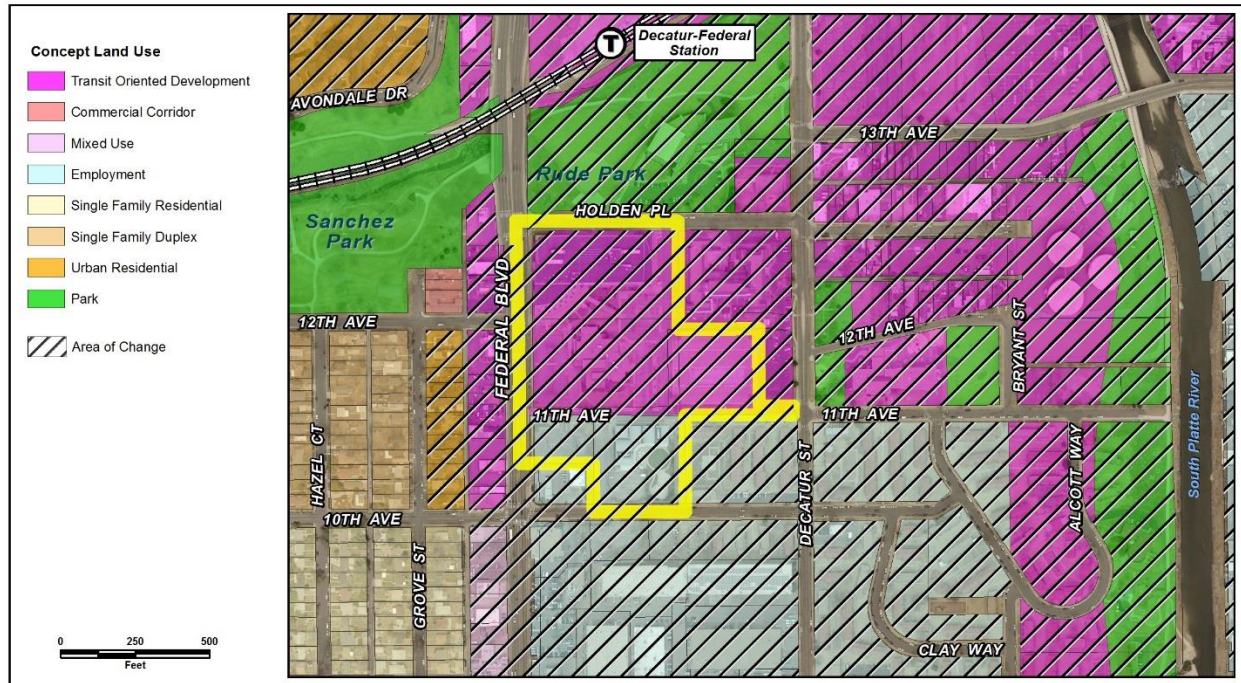 Concept Land Use
Transit Oriented Development
Commercial Corridor
Mixed Use
Employment
Single Family Residential
Single Family Duplex
Urban Residential
Park
Area of Change
0 250 500
Feet
T
Decatur-Federal
Station
AVONDALE DR
13TH AVE
Rude Park
Sanchez
Park
HOLDEN PL
FEDERAL BLVD
12TH AVE
12TH AVE
BRYANT ST
11TH AVE
11TH AVE
HAZEL CT
GROVE ST
10TH AVE
DECATUR ST
ALCOTT WAY
South Platte River
CLAY WAY